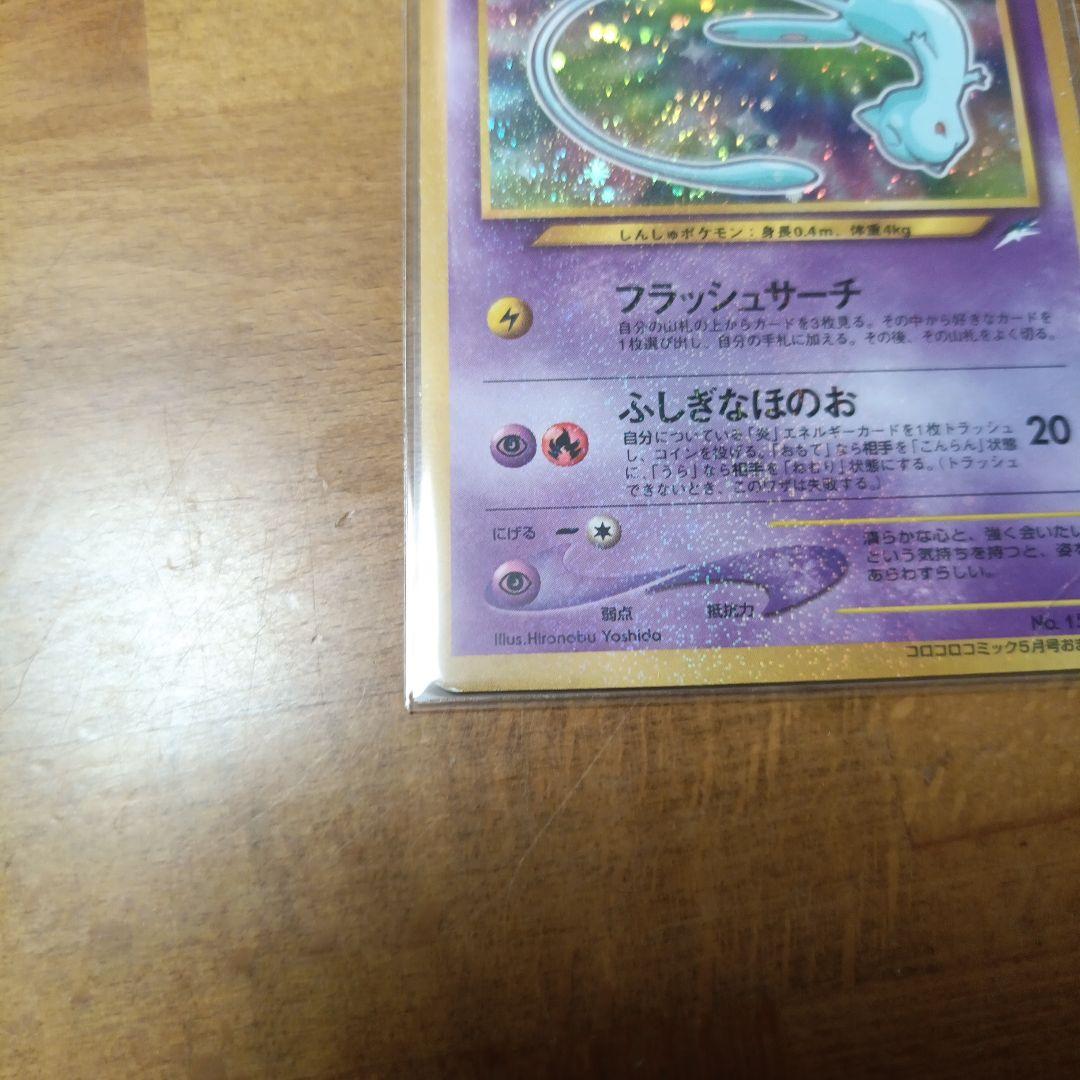 しんしゅポケモン：身長0.4m、体重4kg
フラッシュサーチ
自分の山札の上からカードを3枚見る。その中から好きなカードを
1枚選び出し、自分の手札に加える。その後、その山札をよく切る。
ふしぎなほのお
20
自分についている「炎」エネルギーカードを1枚トラッシュ
し、コインを投げる。「おもて」なら相手を「こんらん」状態
に、「うら」なら相手を「ねむり」状態にする。（トラッシュ
できないとき、このワザは失敗する。）
にげる
清らかな心と、強く会いたい
という気持ちを持つと、姿を
あらわすらしい。
弱点
抵抗力
No. 15
Illus.Hironobu Yoshida
コロコロコミック5月号おま